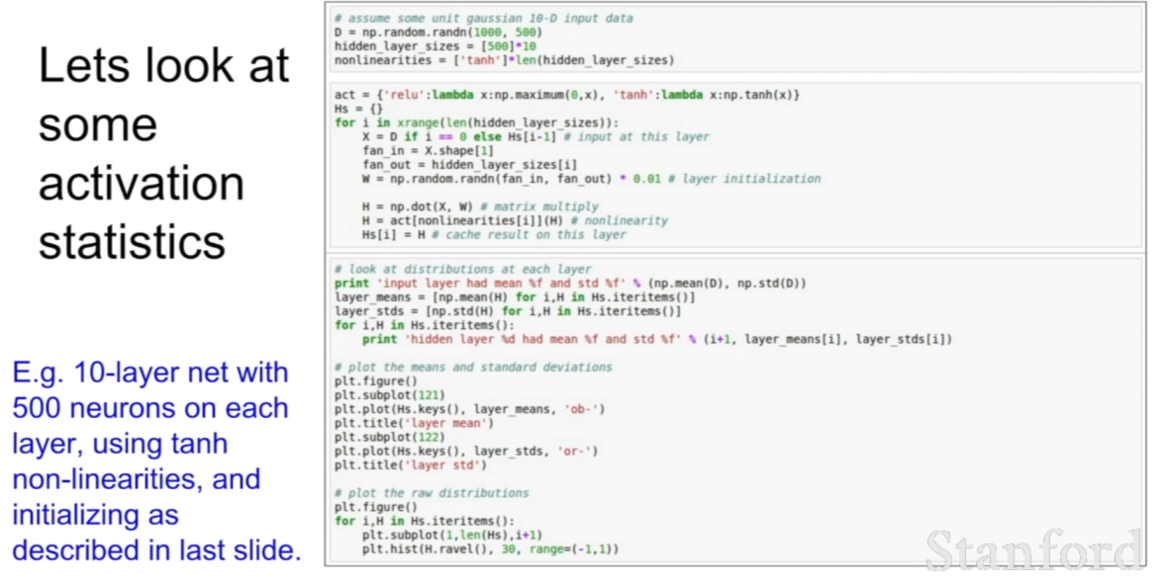 Lets look at
some
activation
statistics
E.g. 10-layer net with
500 neurons on each
layer, using tanh
non-linearities, and
initializing as
described in last slide.
# assume some unit gaussian 10-D input data
D = np.random.randn(1000, 500)
hidden_layer_sizes = [500]*10
nonlinearities = ['tanh']*len(hidden_layer_sizes)
act = {'relu':lambda x:np.maximum(0,x), 'tanh':lambda x:np.tanh(x)}
Hs = {}
for i in xrange(len(hidden_layer_sizes)):
    X = D if i == 0 else Hs[i-1] # input at this layer
    fan_in = X.shape[1]
    fan_out = hidden_layer_sizes[i]
    W = np.random.randn(fan_in, fan_out) * 0.01 # layer initialization
    H = np.dot(X, W) # matrix multiply
    H = act[nonlinearities[i]](H) # nonlinearity
    Hs[i] = H # cache result on this layer
# look at distributions at each layer
print 'input layer had mean %f and std %f' % (np.mean(D), np.std(D))
layer_means = [np.mean(H) for i,H in Hs.iteritems()]
layer_stds = [np.std(H) for i,H in Hs.iteritems()]
for i,H in Hs.iteritems():
    print 'hidden layer %d had mean %f and std %f' % (i+1, layer_means[i], layer_stds[i])
# plot the means and standard deviations
plt.figure()
plt.subplot(121)
plt.plot(Hs.keys(), layer_means, 'ob-')
plt.title('layer mean')
plt.subplot(122)
plt.plot(Hs.keys(), layer_stds, 'or-')
plt.title('layer std')
# plot the raw distributions
plt.figure()
for i,H in Hs.iteritems():
    plt.subplot(1,len(Hs),i+1)
    plt.hist(H.ravel(), 30, range=(-1,1))
Stanford